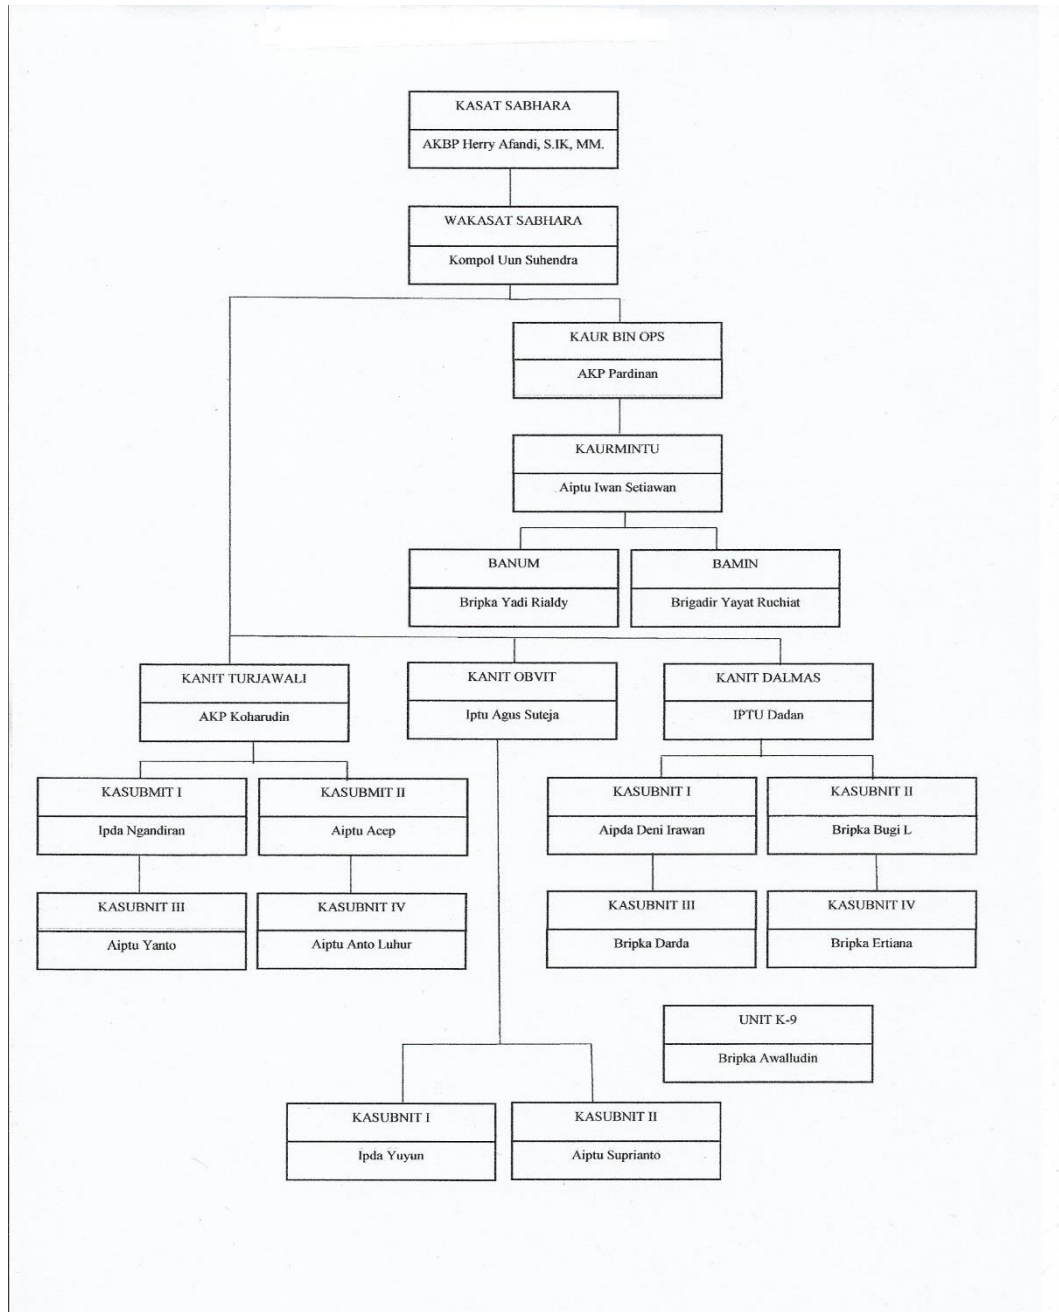 KASAT SABHARA
AKBP Herry Afandi, S.IK, MM.
WAKASAT SABHARA
Kompol Uun Suhendra
KAUR BIN OPS
AKP Pardinan
KAURMINTU
Aiptu Iwan Setiawan
BANUM
Bripka Yadi Rialdy
BAMIN
Brigadir Yayat Ruchiat
KANIT TURJAWALI
AKP Koharudin
KANIT OBVIT
Iptu Agus Suteja
KANIT DALMAS
IPTU Dadan
KASUBMIT I
Ipda Ngandiran
KASUBMIT II
Aiptu Acep
KASUBNIT I
Aipda Deni Irawan
KASUBNIT II
Bripka Bugi L
KASUBNIT III
Aiptu Yanto
KASUBNIT IV
Aiptu Anto Luhur
KASUBNIT III
Bripka Darda
KASUBNIT IV
Bripka Ertiana
UNIT K-9
Bripka Awalludin
KASUBNIT I
Ipda Yuyun
KASUBNIT II
Aiptu Suprianto